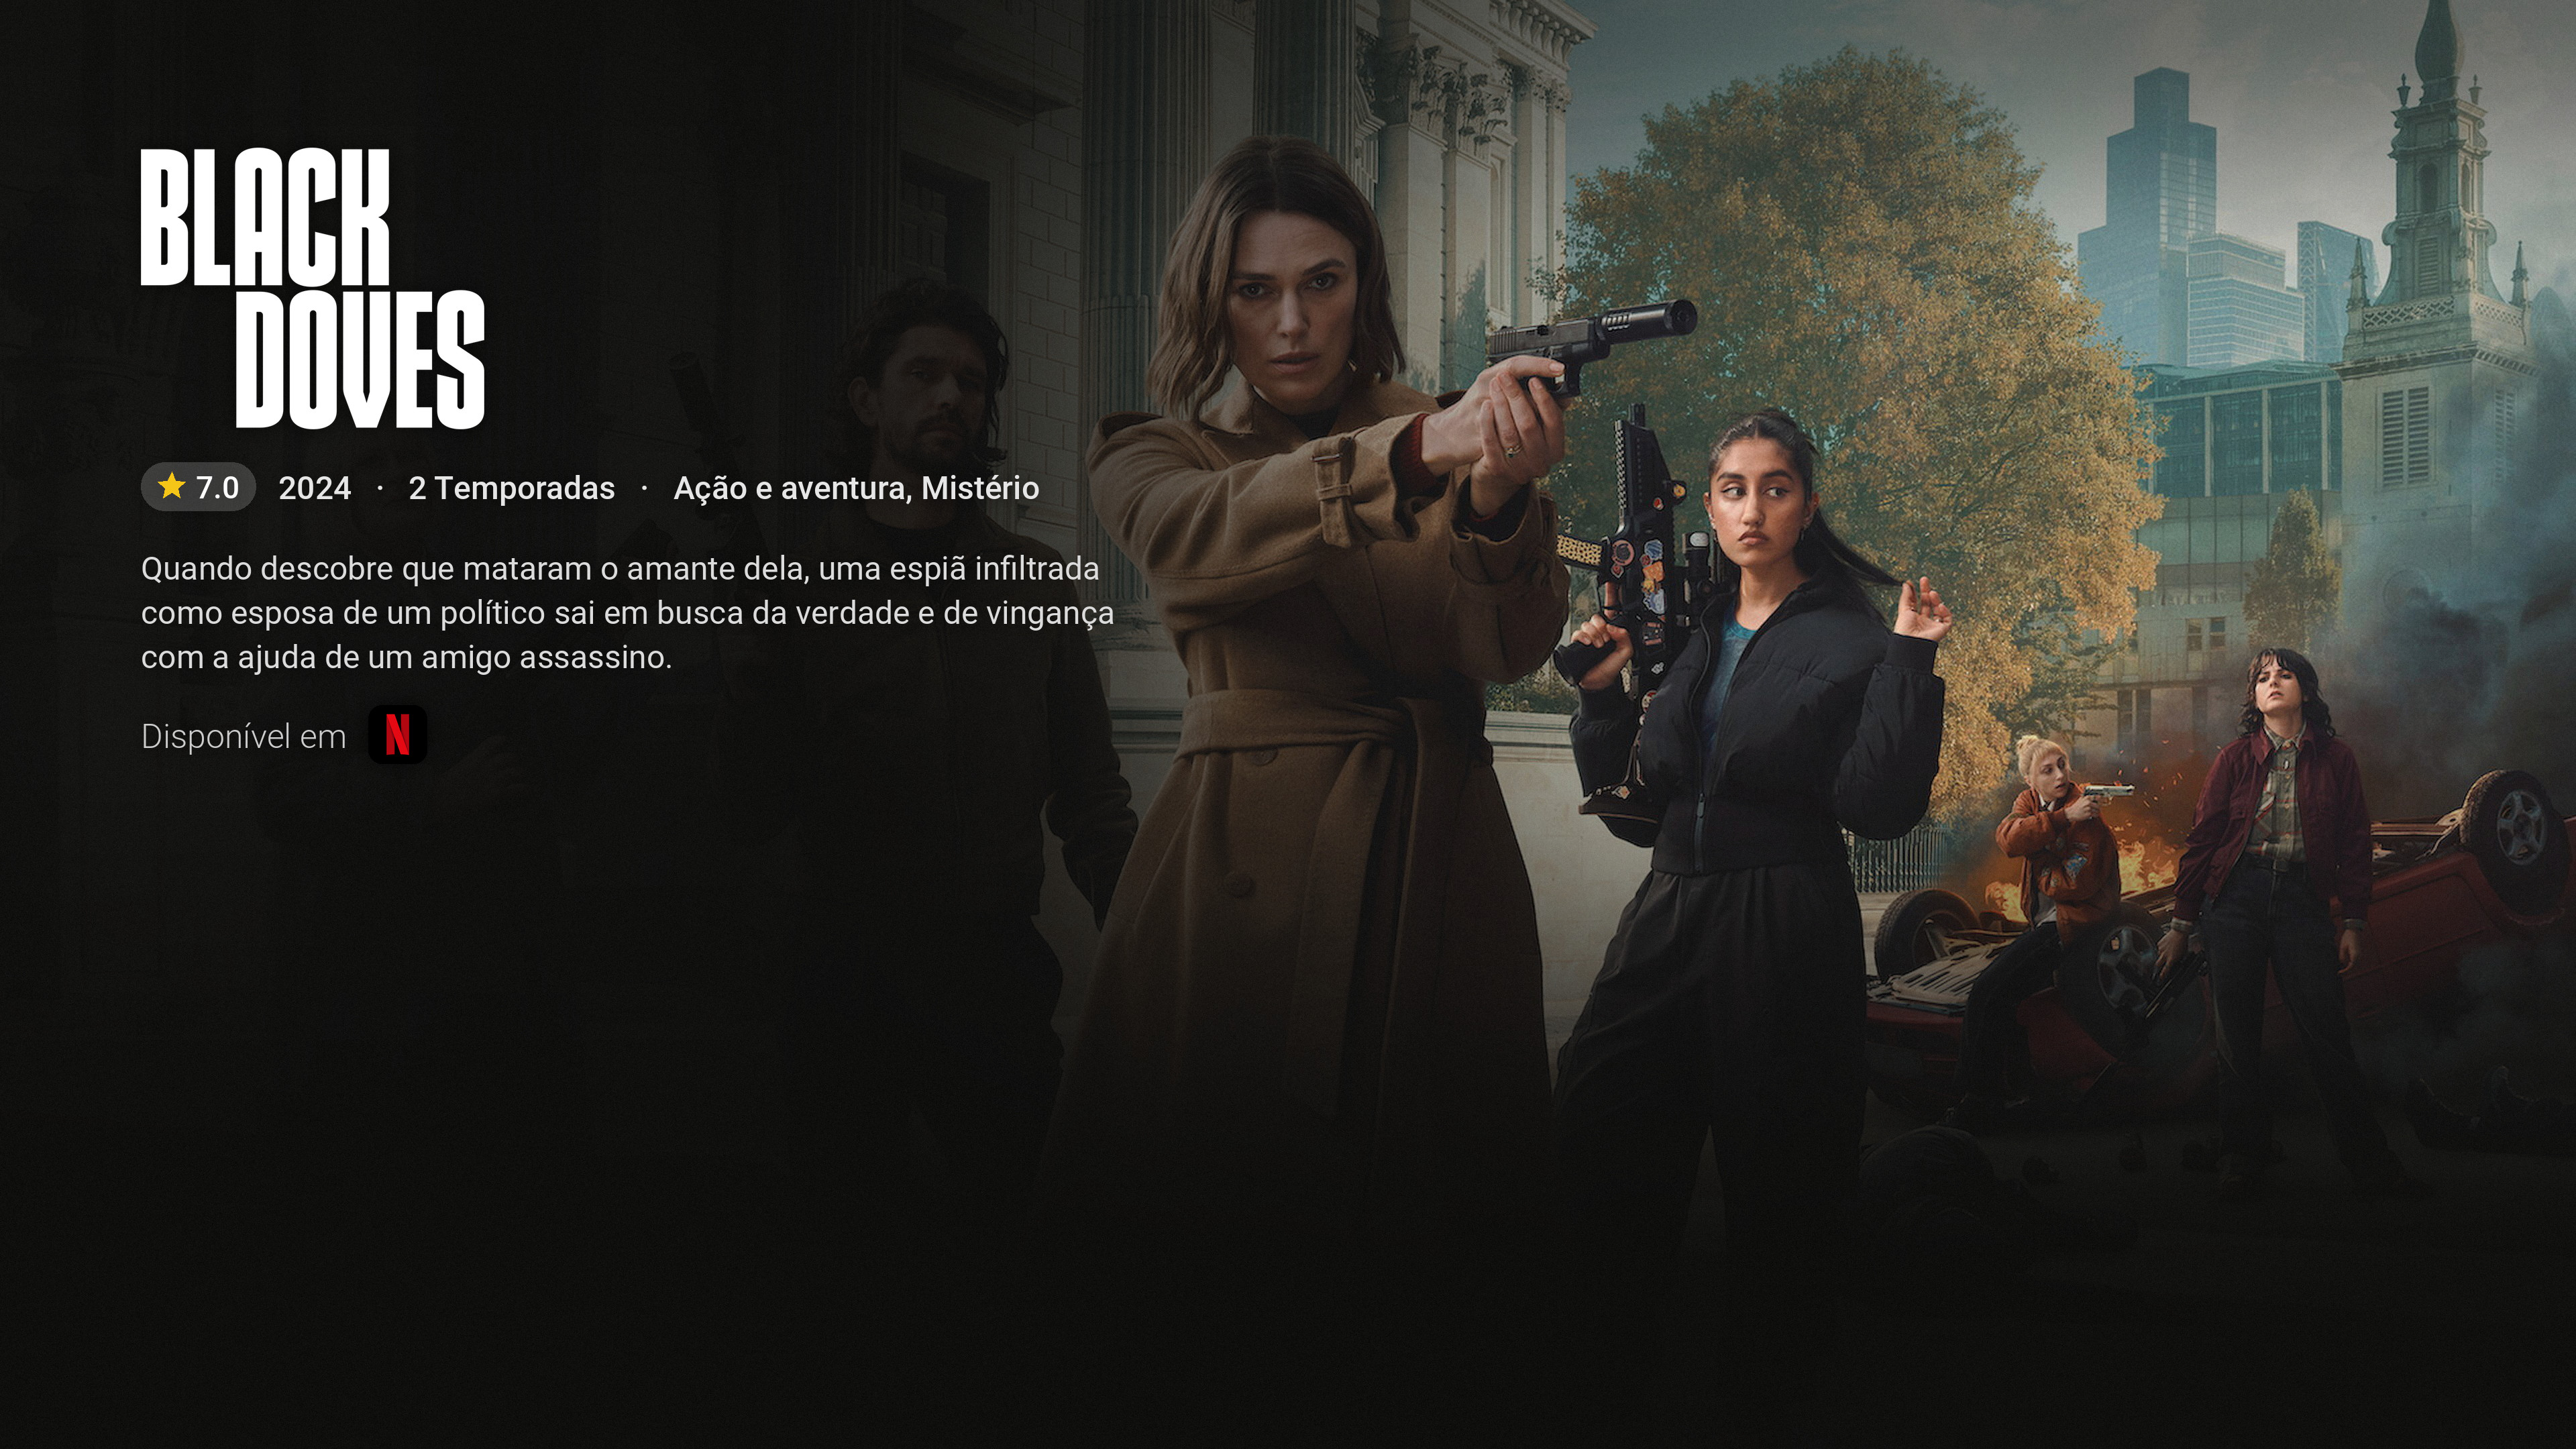 BLACK
DOVES
7.0 2024 · 2 Temporadas · Ação e aventura, Mistério
Quando descobre que mataram o amante dela, uma espiã infiltrada
como esposa de um político sai em busca da verdade e de vingança
com a ajuda de um amigo assassino.
Disponível em N